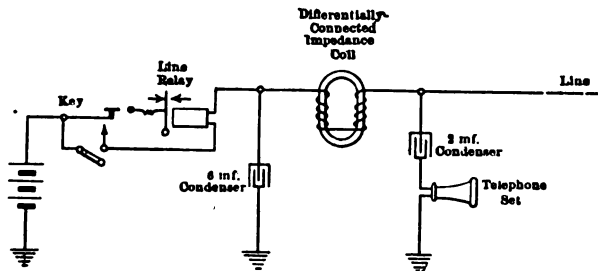 Differentially-
Connected
Impedance
Coil
Line
Relay
Key
Line
6 mf.
Condenser
2 mf.
Condenser
Telephone
Set